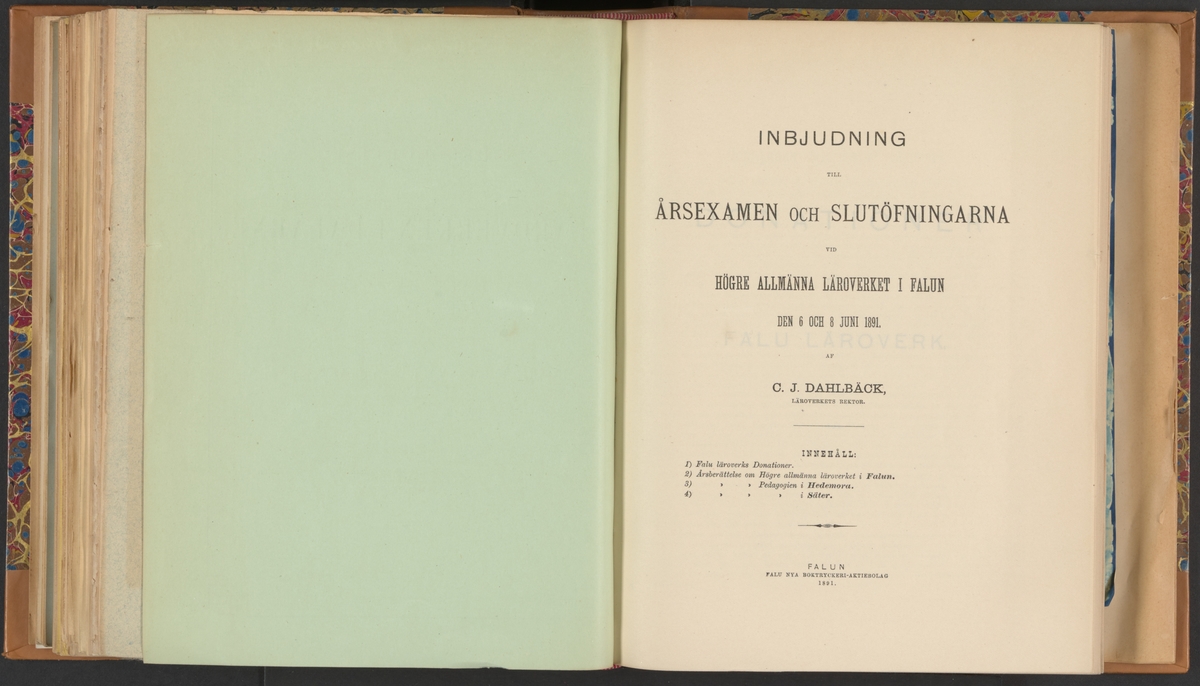 INBJUDNING
TILL
ÅRSEXAMEN OCH SLUTÖFNINGARNA
VID
HÖGRE ALLMÄNNA LÄROVERKET I FALUN
DEN 6 OCH 8 JUNI 1891.
AF
C. J. DAHLBÄCK,
LÄROVERKETS REKTOR.
INNEHÅLL:
1) Falu läroverks Donationer.
2) Årsberättelse om Högre allmänna läroverket i Falun.
3) » » Pedagogien i Hedemora.
4) » » » i Säter.
FALUN
FALU NYA BOKTRYCKERI-AKTIEBOLAG
1891.